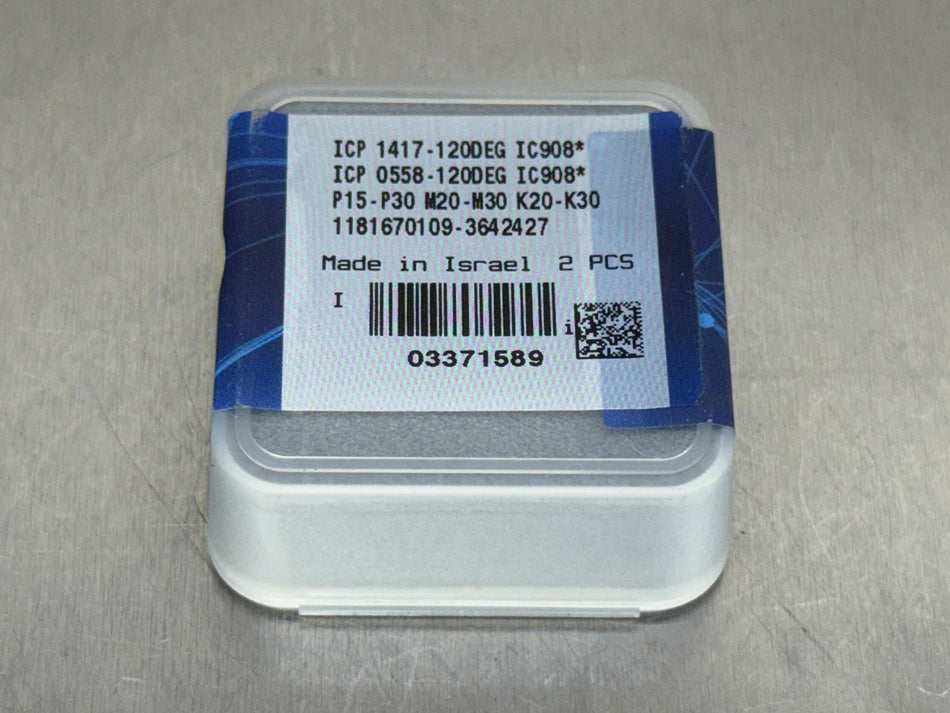 ICP 1417-120DEG IC908*
ICP 0558-120DEG IC908*
P15-P30 M20-M30 K20-K30
1181670109-3642427
Made in Israel 2 PCS
I
i
03371589